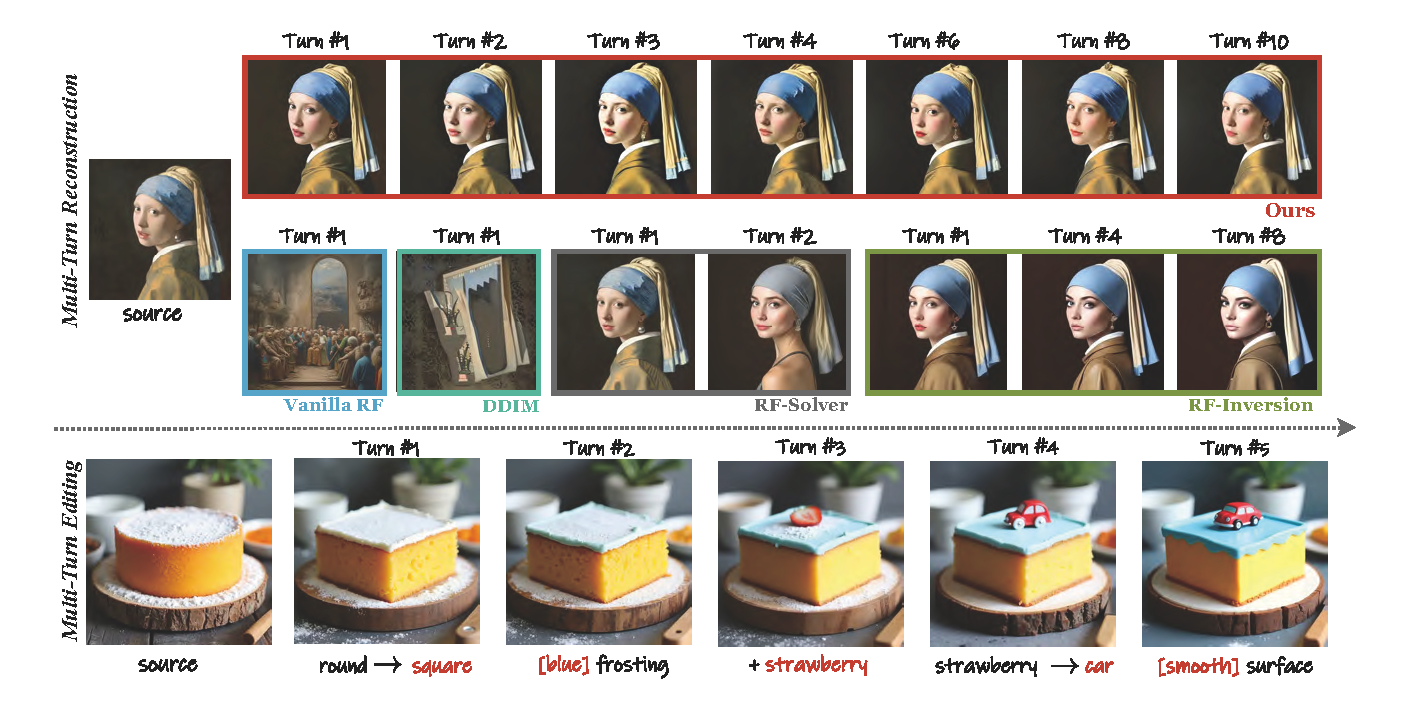 Turn #1 Turn #2 Turn #3 Turn #4 Turn #6 Turn #8 Turn #10
Multi-Turn Reconstruction
source
Ours
Turn #1 Turn #1 Turn #1 Turn #2 Turn #1 Turn #4 Turn #8
Vanilla RF DDIM RF-Solver RF-Inversion
Turn #1 Turn #2 Turn #3 Turn #4 Turn #5
Multi-Turn Editing
source round → square [blue] frosting + strawberry strawberry → car [smooth] surface